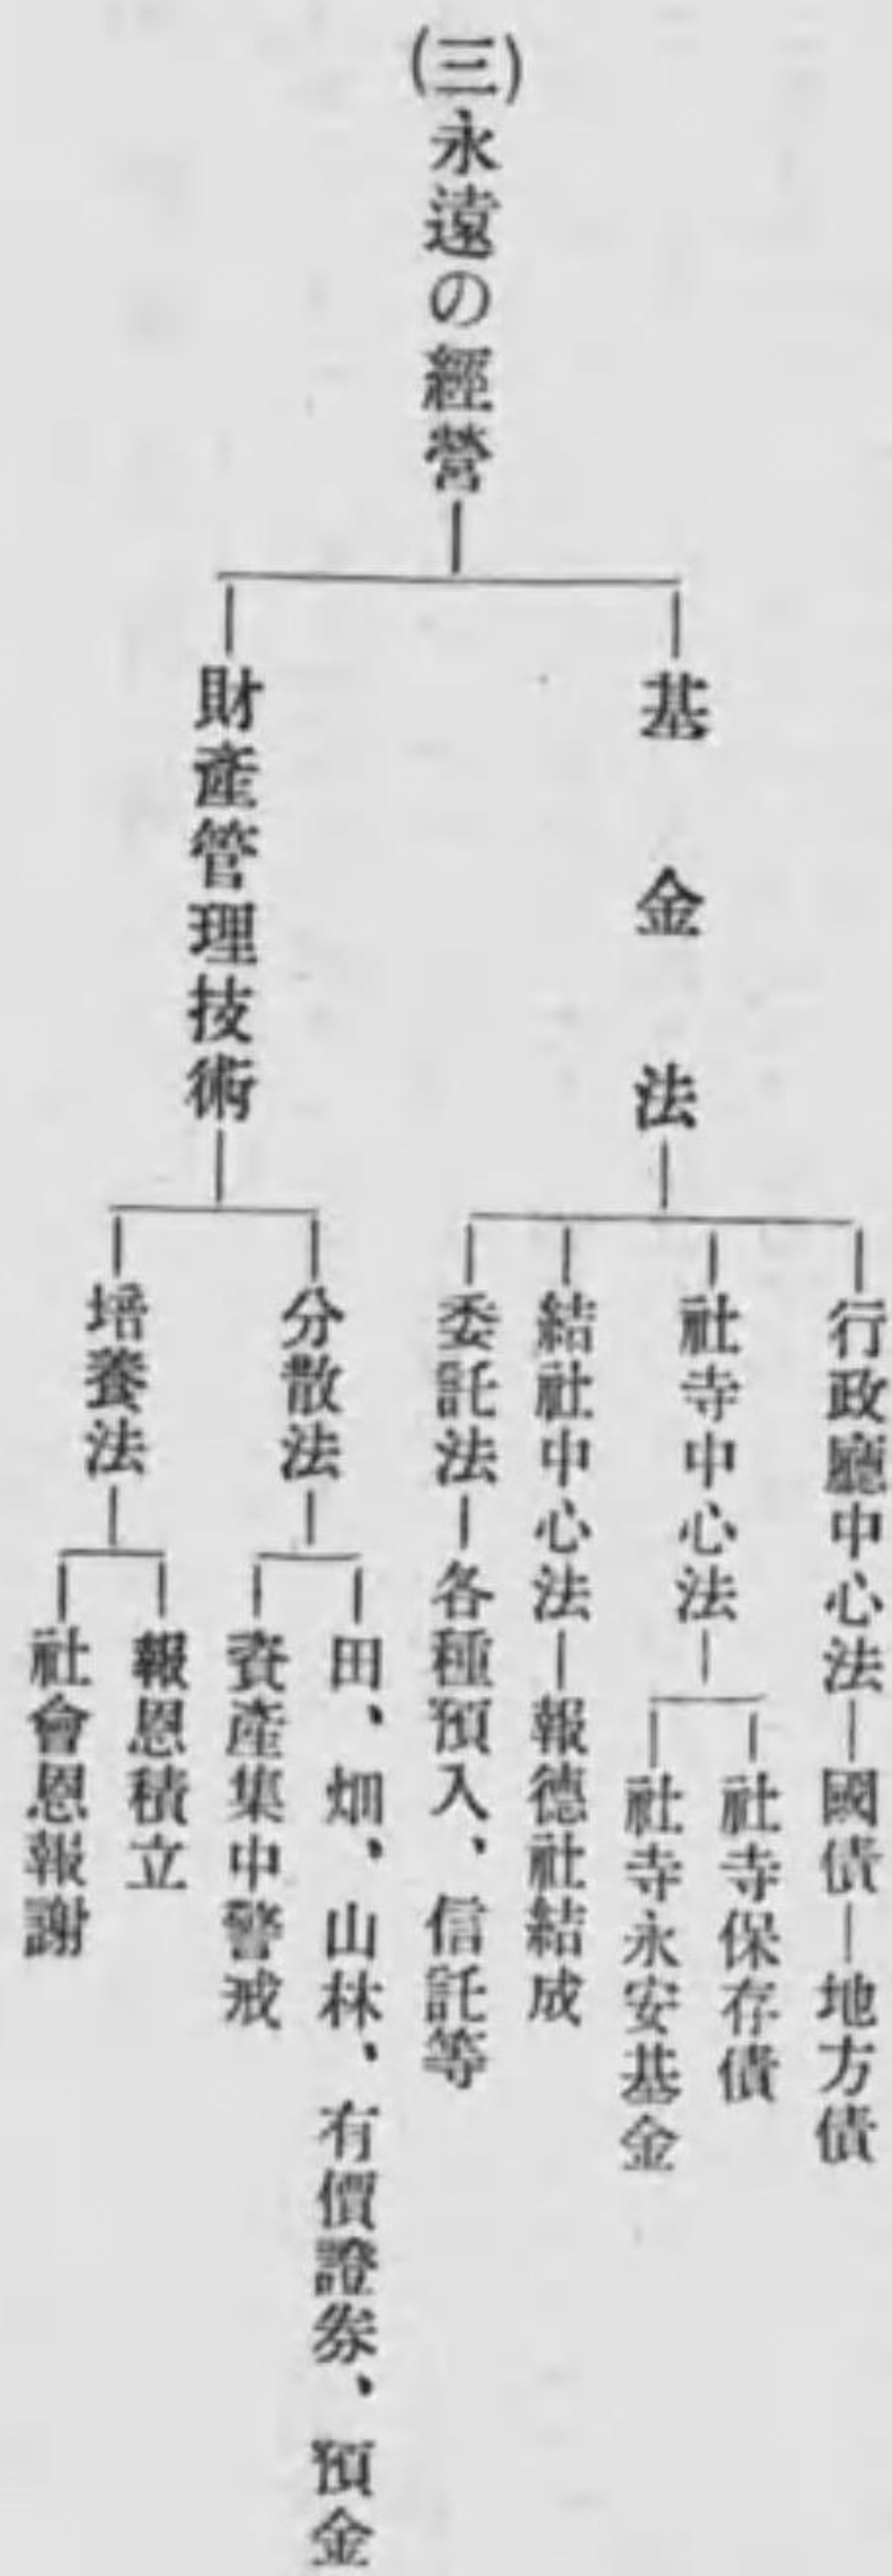 (三)永遠の經營
基金法
行政廳中心法
國債
地方債
社寺中心法
社寺保存債
社寺永安基金
結社中心法
報德社結成
委託法
各種預入、信託等
財產管理技術
分散法
田、畑、山林、有價證券、預金
資產集中警戒
培養法
報恩積立
社會恩報謝